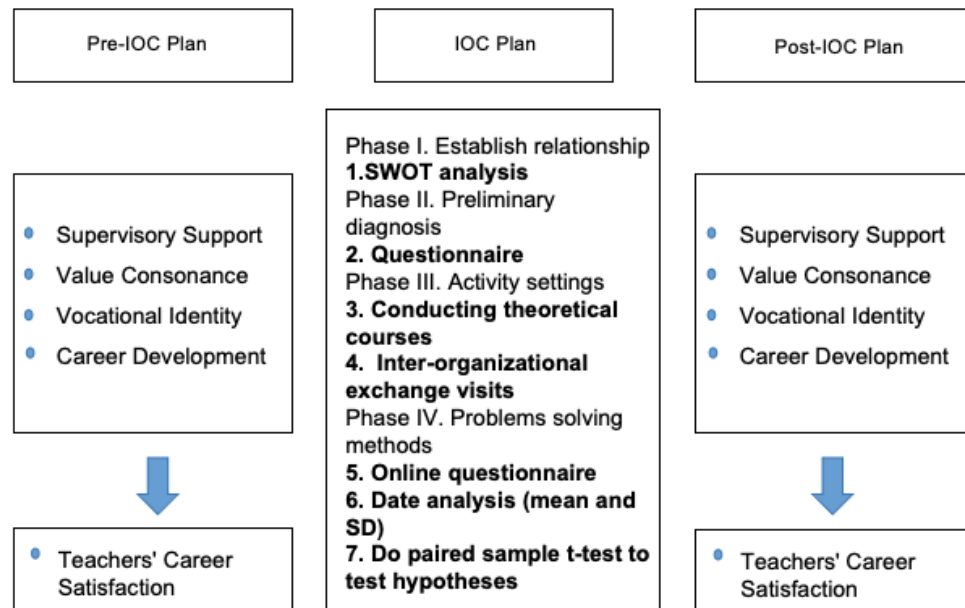 Pre-IOC Plan
IOC Plan
Post-IOC Plan
Supervisory Support
Value Consonance
Vocational Identity
Career Development
Teachers' Career
Satisfaction
Phase I. Establish relationship
1.SWOT analysis
Phase II. Preliminary
diagnosis
2. Questionnaire
Phase III. Activity settings
3. Conducting theoretical
courses
4. Inter-organizational
exchange visits
Phase IV. Problems solving
methods
5. Online questionnaire
6. Date analysis (mean and
SD)
7. Do paired sample t-test to
test hypotheses
Supervisory Support
Value Consonance
Vocational Identity
Career Development
Teachers' Career
Satisfaction